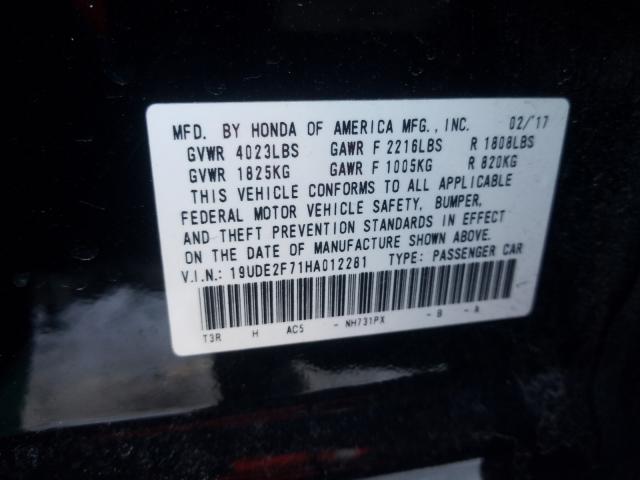 MFD. BY HONDA OF AMERICA MFG., INC. 02/'17
GVWR 4023LBS GAWR F 2216LBS R 1808LBS
GVWR 1825KG GAWR F 1005KG R 820KG
THIS VEHICLE CONFORMS TO ALL APPLICABLE
FEDERAL MOTOR VEHICLE SAFETY, BUMPER,
AND THEFT PREVENTION STANDARDS IN EFFECT
ON THE DATE OF MANUFACTURE SHOWN ABOVE.
V.I.N.: 19UDE2F71HA012281 TYPE: PASSENGER CAR
T3R H AC5 - NH731PX - B - A